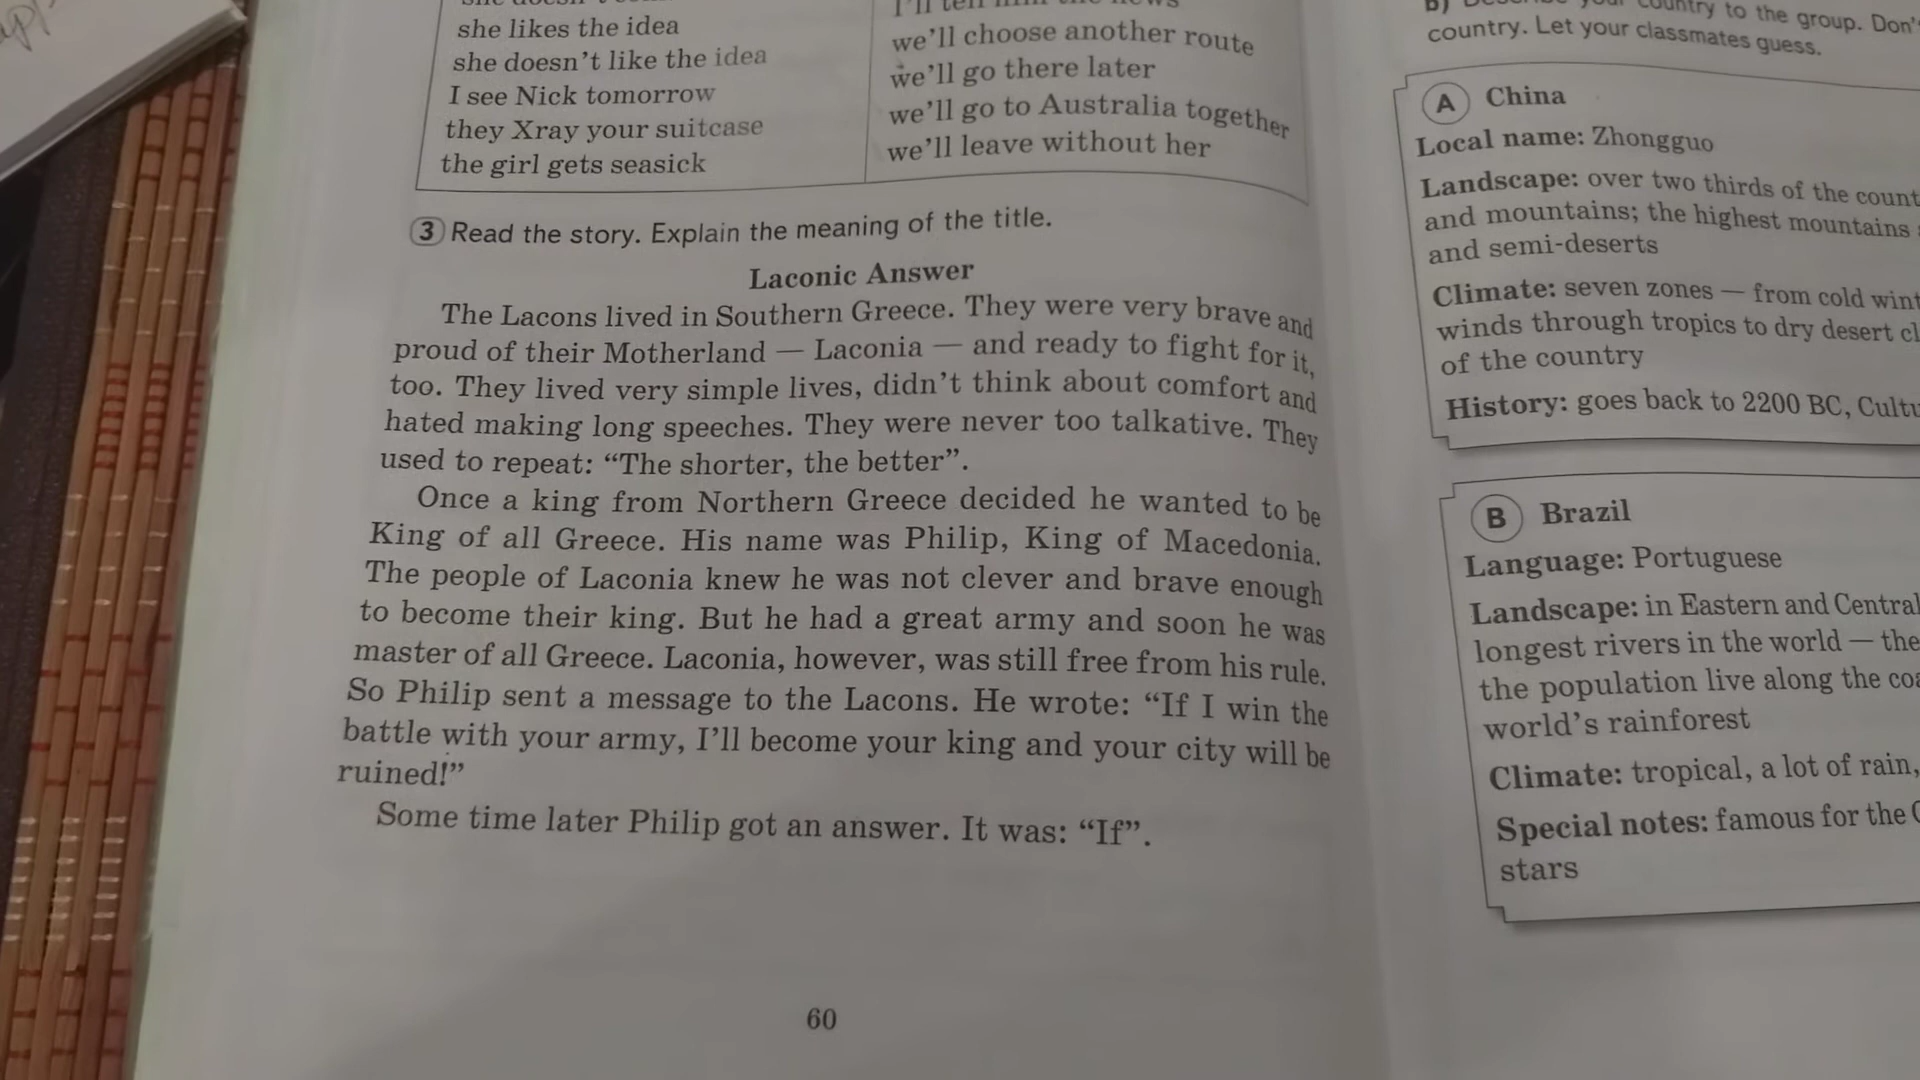 she likes the idea
she doesn't like the idea
I see Nick tomorrow
they Xray your suitcase
the girl gets seasick
we'll choose another route
we'll go there later
we'll go to Australia together
we'll leave without her
3 Read the story. Explain the meaning of the title.
Laconic Answer
The Lacons lived in Southern Greece. They were very brave and
proud of their Motherland — Laconia — and ready to fight for it,
too. They lived very simple lives, didn't think about comfort and
hated making long speeches. They were never too talkative. They
used to repeat: “The shorter, the better”.
Once a king from Northern Greece decided he wanted to be
King of all Greece. His name was Philip, King of Macedonia.
The people of Laconia knew he was not clever and brave enough
to become their king. But he had a great army and soon he was
master of all Greece. Laconia, however, was still free from his rule.
So Philip sent a message to the Lacons. He wrote: “If I win the
battle with your army, I'll become your king and your city will be
ruined!”
Some time later Philip got an answer. It was: “If”.
60
country to the group. Don't
country. Let your classmates guess.
A China
Local name: Zhongguo
Landscape: over two thirds of the
and mountains; the highest mountains
and semi-deserts
Climate: seven zones — from cold
winds through tropics to dry desert
of the country
History: goes back to 2200 BC,
B Brazil
Language: Portuguese
Landscape: in Eastern and Central
longest rivers in the world — the
the population live along the
world's rainforest
Climate: tropical, a lot of rain,
Special notes: famous for the
stars